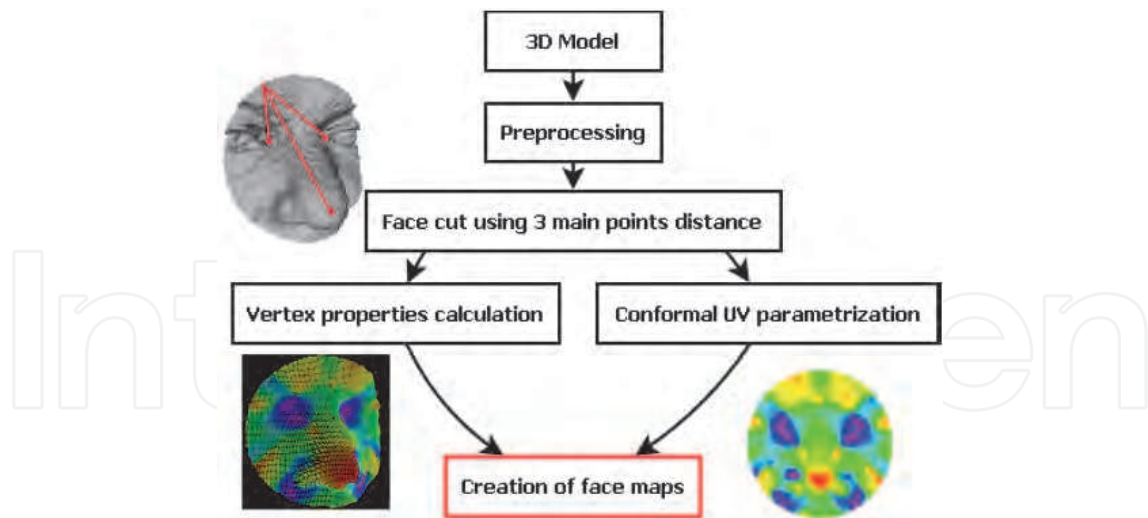 3D Model
Preprocessing
Face cut using 3 main points distance
Vertex properties calculation
Conformal UV parametrization
Creation of face maps
Inten